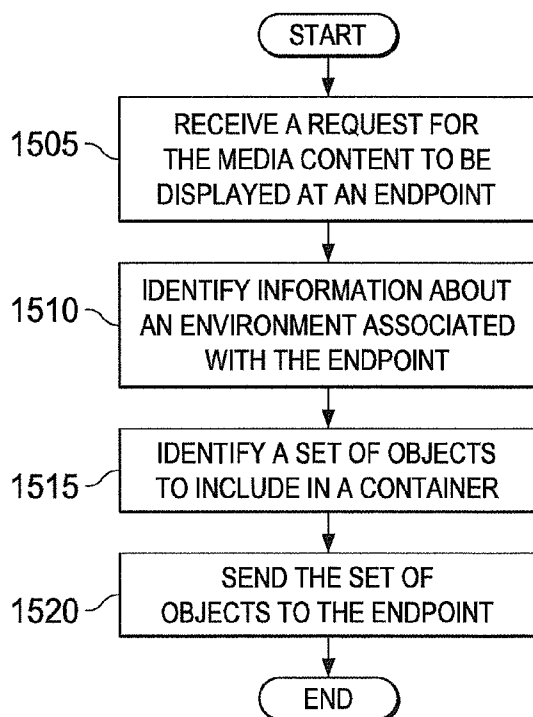 START
1505
RECEIVE A REQUEST FOR
THE MEDIA CONTENT TO BE
DISPLAYED AT AN ENDPOINT
1510
IDENTIFY INFORMATION ABOUT
AN ENVIRONMENT ASSOCIATED
WITH THE ENDPOINT
1515
IDENTIFY A SET OF OBJECTS
TO INCLUDE IN A CONTAINER
1520
SEND THE SET OF
OBJECTS TO THE ENDPOINT
END